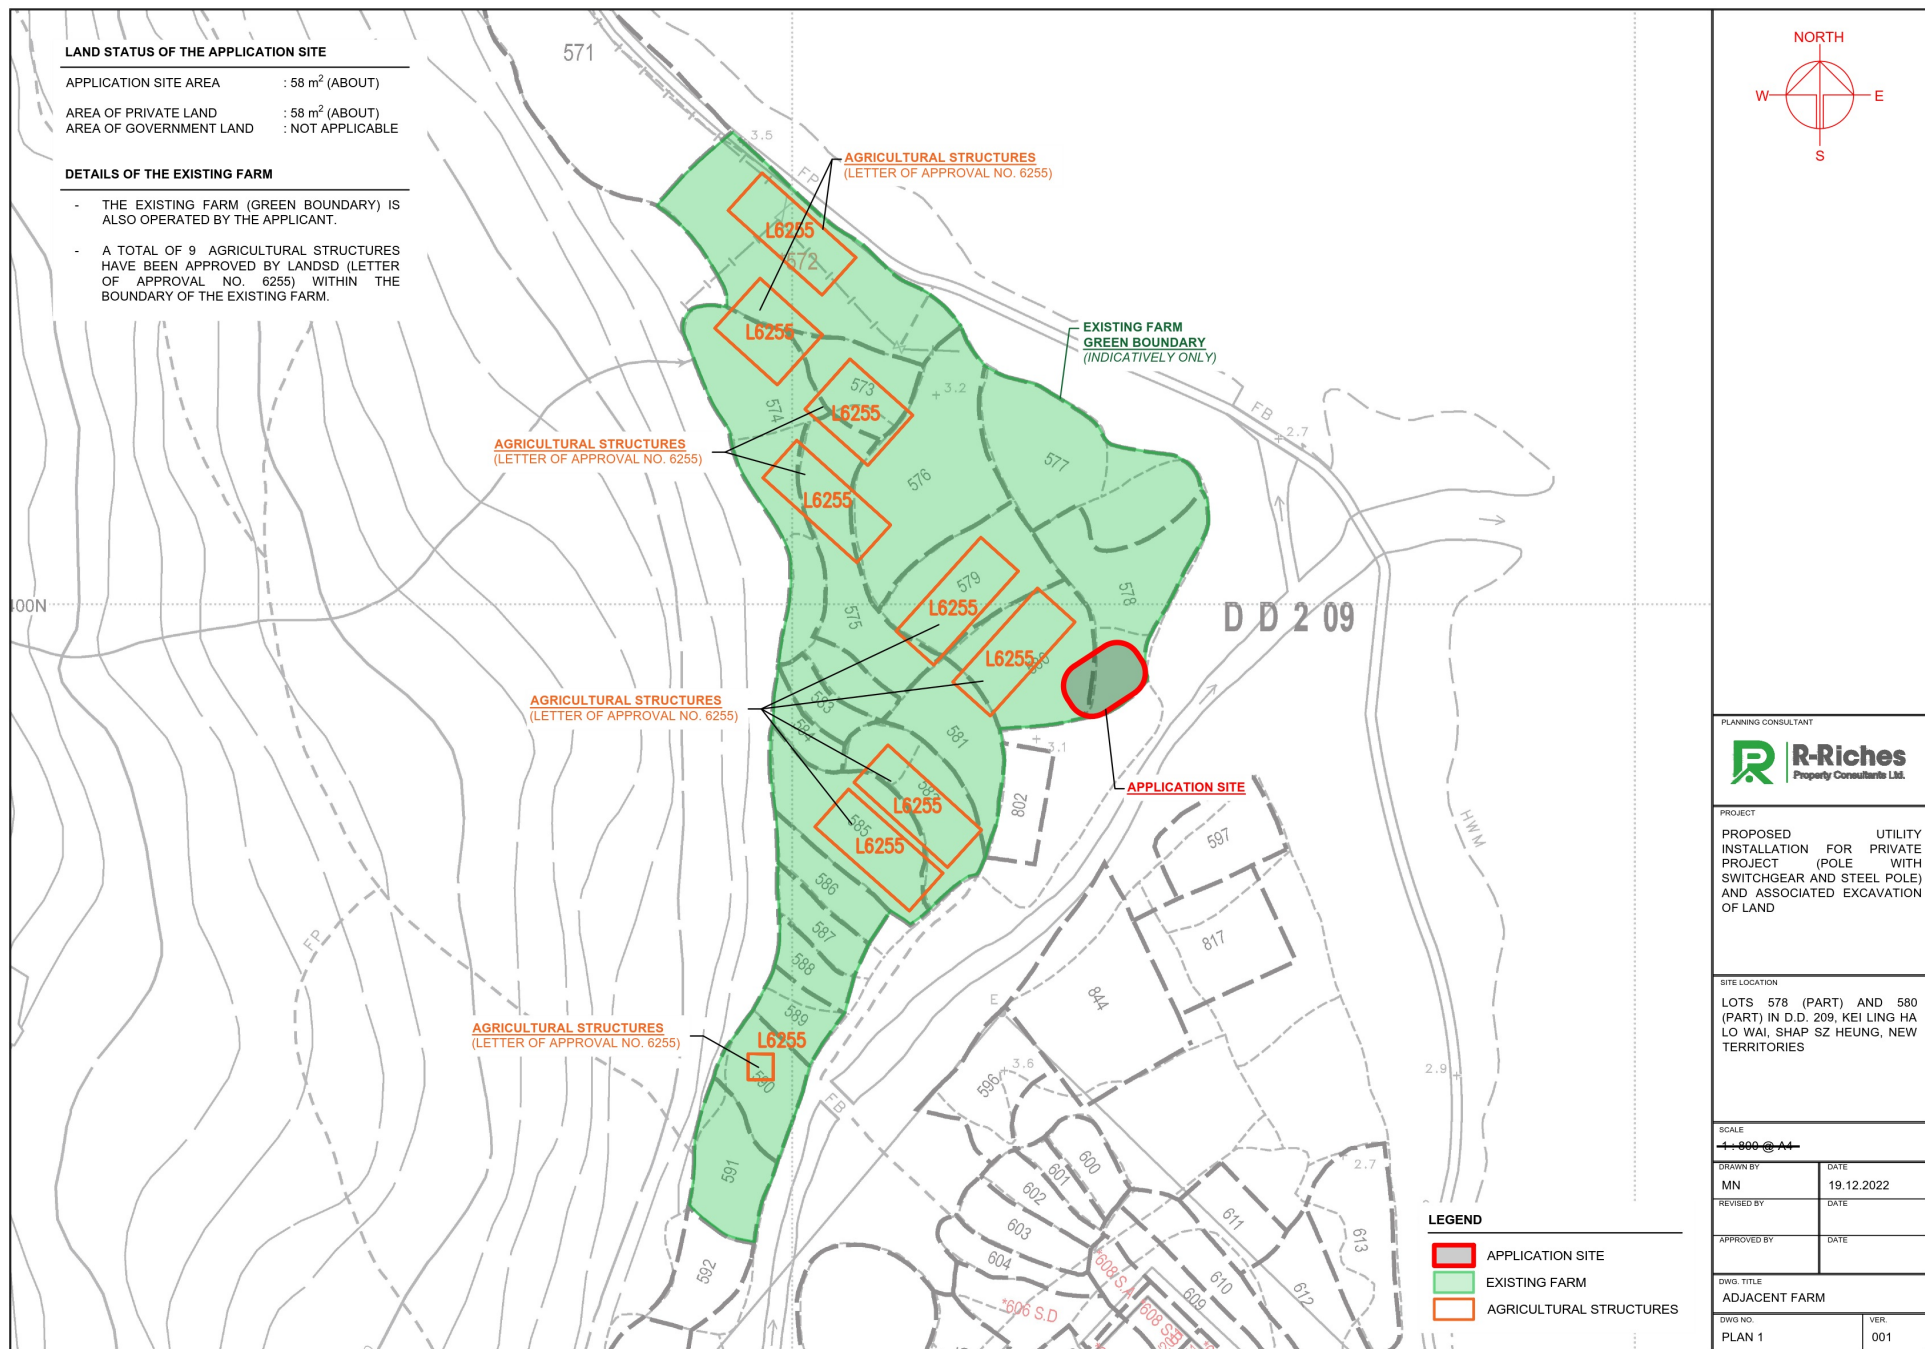 LAND STATUS OF THE APPLICATION SITE
APPLICATION SITE AREA : 58 m² (ABOUT)
AREA OF PRIVATE LAND : 58 m² (ABOUT)
AREA OF GOVERNMENT LAND : NOT APPLICABLE
DETAILS OF THE EXISTING FARM
- THE EXISTING FARM (GREEN BOUNDARY) IS
ALSO OPERATED BY THE APPLICANT.
- A TOTAL OF 9 AGRICULTURAL STRUCTURES
HAVE BEEN APPROVED BY LANDSD (LETTER
OF APPROVAL NO. 6255) WITHIN THE
BOUNDARY OF THE EXISTING FARM.
571
3.5
FP
AGRICULTURAL STRUCTURES
(LETTER OF APPROVAL NO. 6255)
L6255
572
L6255
EXISTING FARM
GREEN BOUNDARY
(INDICATIVELY ONLY)
573
3.2
574
L6255
FB
2.7
AGRICULTURAL STRUCTURES
(LETTER OF APPROVAL NO. 6255)
577
576
L6255
579
578
00N
L6255
575
D D 2 09
L6255
583
584
581
AGRICULTURAL STRUCTURES
(LETTER OF APPROVAL NO. 6255)
3.1
APPLICATION SITE
802
L6255
585
L6255
597
HWM
586
587
588
589
817
844
FP
E
AGRICULTURAL STRUCTURES
(LETTER OF APPROVAL NO. 6255)
L6255
590
3.6
596
2.9
FB
591
600
601
602
603
604
2.7
611
613
592
610
609
612
*606 S.D
*608 S.A
*608 S.B
LEGEND
APPLICATION SITE
EXISTING FARM
AGRICULTURAL STRUCTURES
NORTH
W
E
S
PLANNING CONSULTANT
R-Riches
Property Consultants Ltd.
PROJECT
PROPOSED UTILITY
INSTALLATION FOR PRIVATE
PROJECT (POLE WITH
SWITCHGEAR AND STEEL POLE)
AND ASSOCIATED EXCAVATION
OF LAND
SITE LOCATION
LOTS 578 (PART) AND 580
(PART) IN D.D. 209, KEI LING HA
LO WAI, SHAP SZ HEUNG, NEW
TERRITORIES
SCALE
1 : 800 @ A4
DRAWN BY
MN
DATE
19.12.2022
REVISED BY
DATE
APPROVED BY
DATE
DWG. TITLE
ADJACENT FARM
DWG NO.
PLAN 1
VER.
001